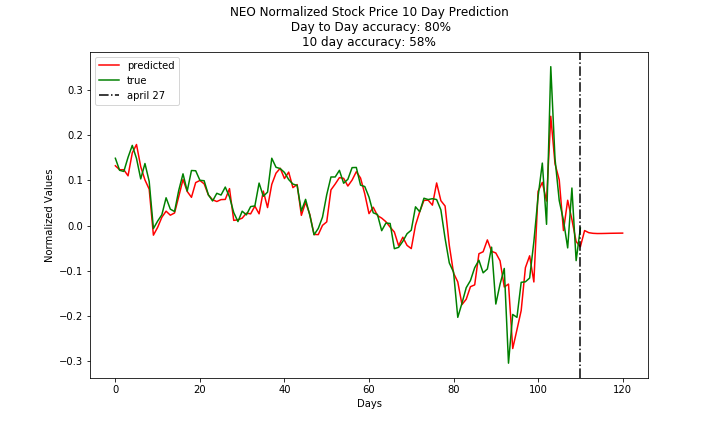 NEO Normalized Stock Price 10 Day Prediction
Day to Day accuracy: 80%
10 day accuracy: 58%
predicted
true
april 27
0.3
0.2
0.1
0.0
−0.1
−0.2
−0.3
Normalized Values
0
20
40
60
80
100
120
Days